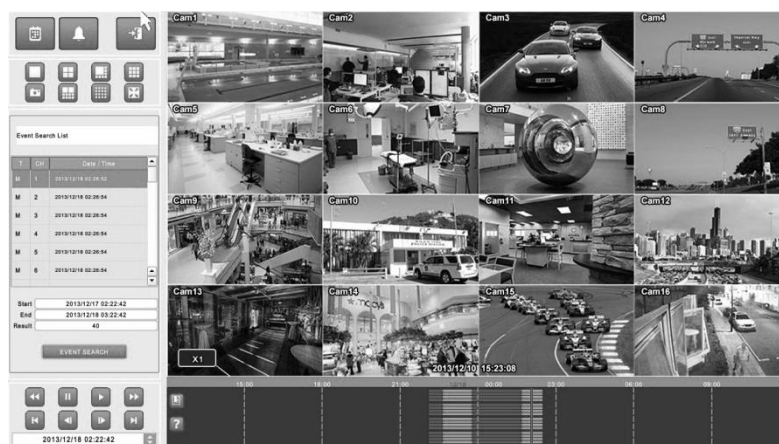 Cam1
Cam2
Cam3
Cam4
Cam5
Cam6
Cam7
Cam8
Cam9
Cam10
Cam11
Cam12
Cam13
Cam14
Cam15
Cam16
X1
2013/12/10 15:23:08
Event Search List
T CH Date / Time
M 1 2013/12/18 02:26:52
M 2 2013/12/18 02:26:54
M 3 2013/12/18 02:26:54
M 4 2013/12/18 02:26:54
M 5 2013/12/18 02:26:54
M 6 2013/12/18 02:26:54
Start 2013/12/17 02:22:42
End 2013/12/18 03:22:42
Result 40
EVENT SEARCH
15:00 18:00 21:00 12/18 00:00 03:00 06:00 09:00
?
2013/12/18 02:22:42